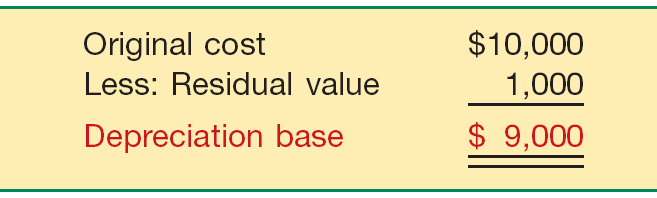 Original cost $10,000
Less: Residual value 1,000
Depreciation base $ 9,000